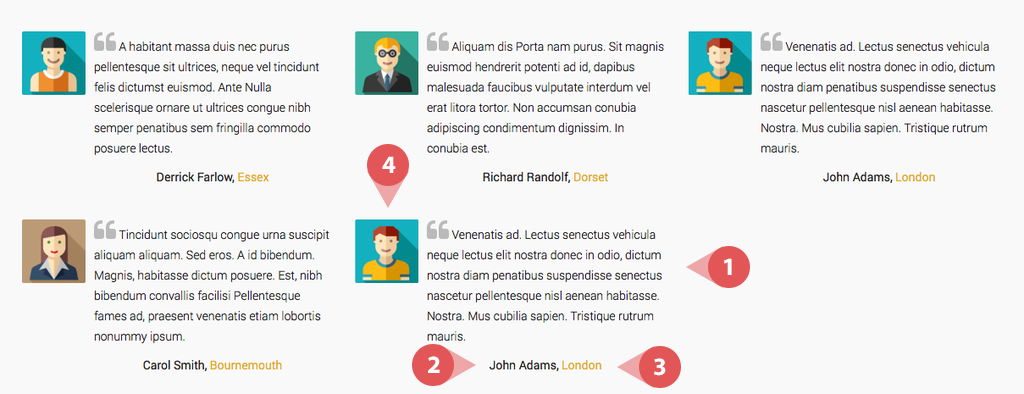 ❝ A habitant massa duis nec purus
pellentesque sit ultrices, neque vel tincidunt
felis dictumst euismod. Ante Nulla
scelerisque ornare ut ultrices congue nibh
semper penatibus sem fringilla commodo
posuere lectus.
Derrick Farlow, Essex
❝ Aliquam dis Porta nam purus. Sit magnis
euismod hendrerit potenti ad id, dapibus
malesuada faucibus vulputate interdum vel
erat litora tortor. Non accumsan conubia
adipiscing condimentum dignissim. In
conubia est.
Richard Randolf, Dorset
❝ Venenatis ad. Lectus senectus vehicula
neque lectus elit nostra donec in odio, dictum
nostra diam penatibus suspendisse senectus
nascetur pellentesque nisl aenean habitasse.
Nostra. Mus cubilia sapien. Tristique rutrum
mauris.
John Adams, London
❝ Tincidunt sociosqu congue urna suscipit
aliquam aliquam. Sed eros. A id bibendum.
Magnis, habitasse dictum posuere. Est, nibh
bibendum convallis facilisi Pellentesque
fames ad, praesent venenatis etiam lobortis
nonummy ipsum.
Carol Smith, Bournemouth
4
❝ Venenatis ad. Lectus senectus vehicula
neque lectus elit nostra donec in odio, dictum
nostra diam penatibus suspendisse senectus
nascetur pellentesque nisl aenean habitasse.
Nostra. Mus cubilia sapien. Tristique rutrum
mauris.
1
2
John Adams, London
3